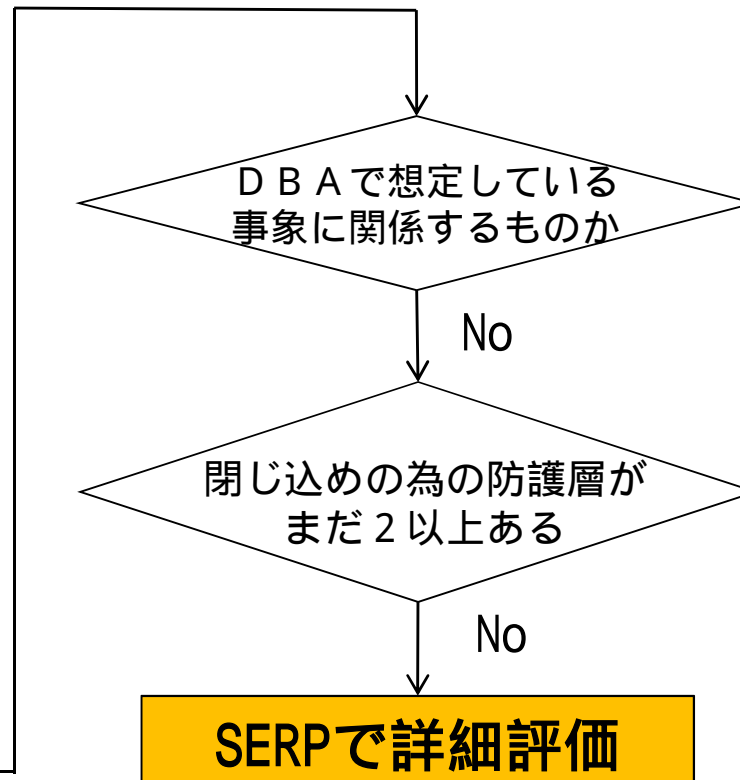 ＤＢＡで想定している
事象に関係するものか
No
閉じ込めの為の防護層が
まだ２以上ある
No
SERPで詳細評価